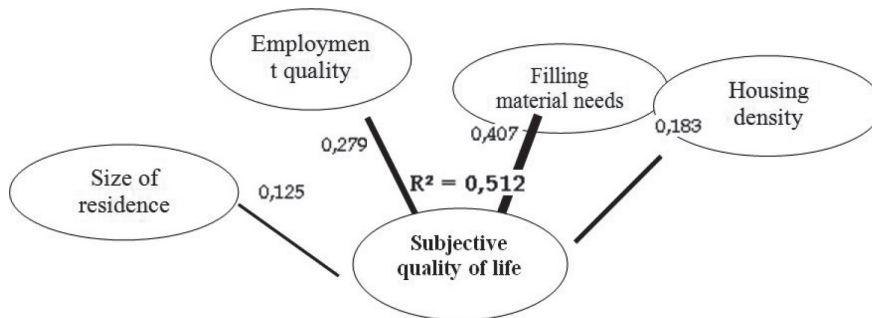 Employmen
t quality
Filling
material needs
Housing
density
Size of
residence
0,125
0,279
0,407
0,183
R² = 0,512
Subjective
quality of life